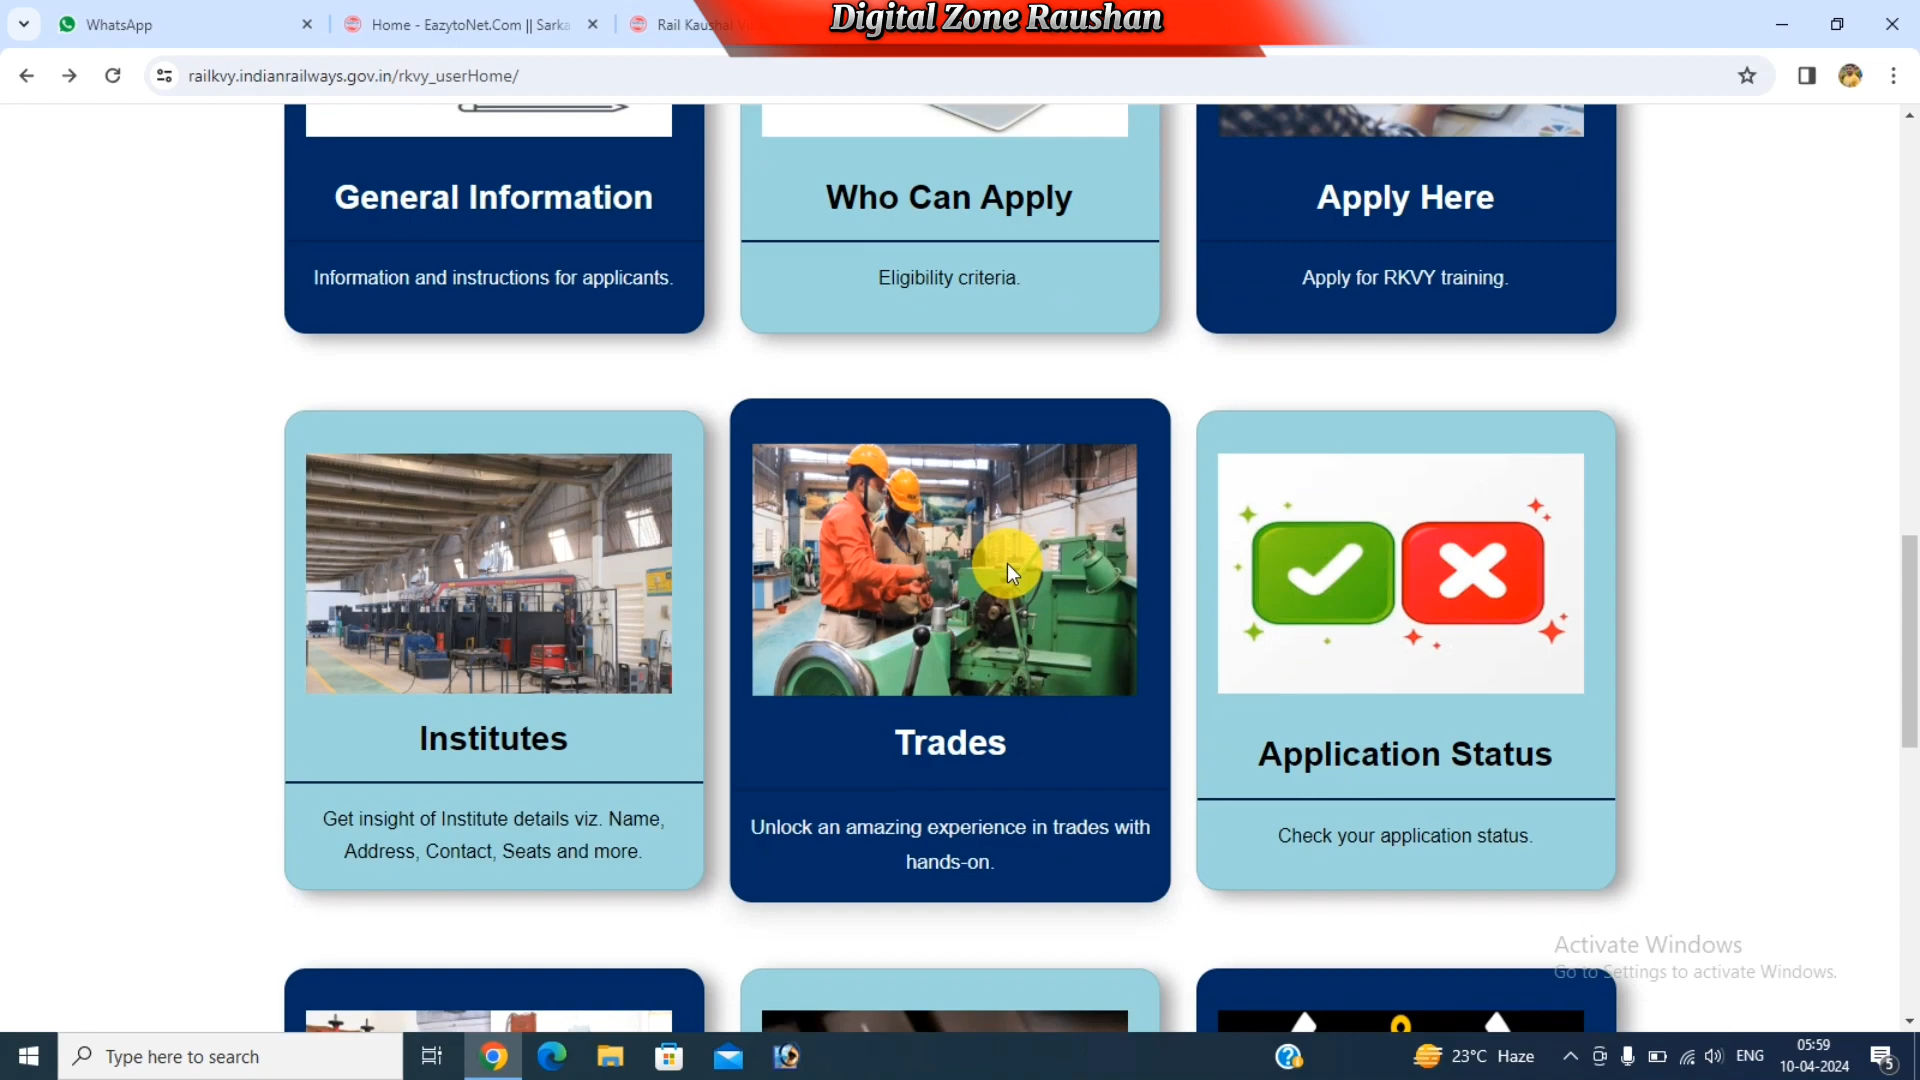 Digital Zone Raushan
WhatsApp
Home - EazytoNet.Com || Sarka
Rail Kaushal
railkvy.indianrailways.gov.in/rkvy_userHome/
General Information
Information and instructions for applicants.
Who Can Apply
Eligibility criteria.
Apply Here
Apply for RKVY training.
Institutes
Get insight of Institute details viz. Name,
Address, Contact, Seats and more.
Trades
Unlock an amazing experience in trades with
hands-on.
Application Status
Check your application status.
Activate Windows
Go to Settings to activate Windows.
Type here to search
23°C Haze
ENG
05:59
10-04-2024
5